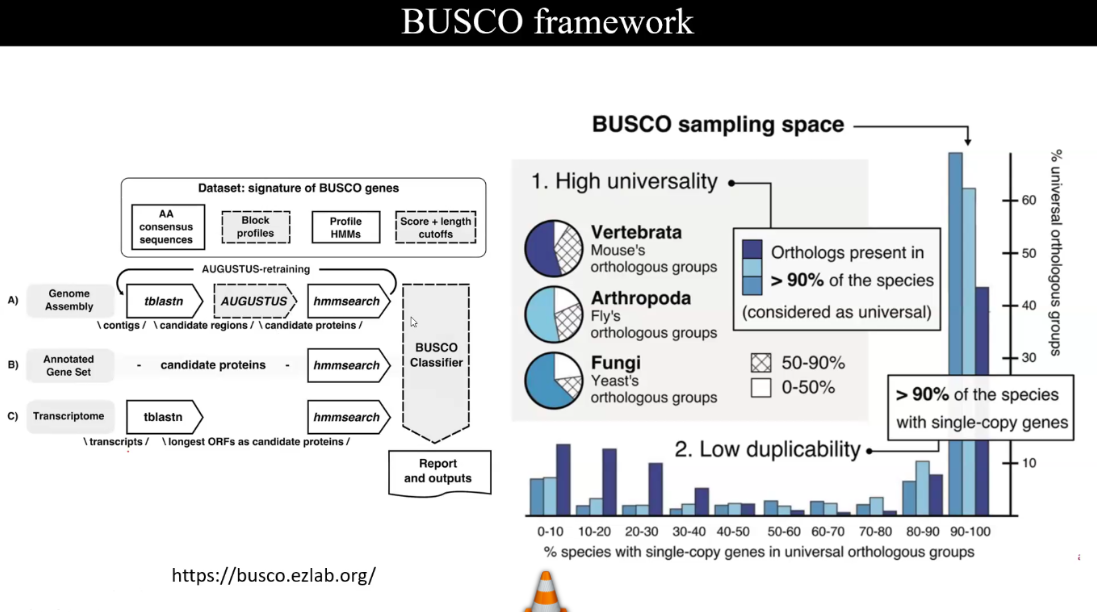 BUSCO framework
Dataset: signature of BUSCO genes
AA
consensus
sequences
Block
profiles
Profile
HMMs
Score + length
cutoffs
AUGUSTUS-retraining
A)
Genome
Assembly
tblastn
AUGUSTUS
hmmsearch
\ contigs /
\ candidate regions /
\ candidate proteins /
B)
Annotated
Gene Set
- candidate proteins -
hmmsearch
C)
Transcriptome
tblastn
hmmsearch
\ transcripts /
\ longest ORFs as candidate proteins /
BUSCO
Classifier
Report
and outputs
https://busco.ezlab.org/
BUSCO sampling space
1. High universality
Vertebrata
Mouse's
orthologous groups
Arthropoda
Fly's
orthologous groups
Fungi
Yeast's
orthologous groups
Orthologs present in
> 90% of the species
(considered as universal)
50-90%
0-50%
> 90% of the species
with single-copy genes
2. Low duplicability
% universal orthologous groups
60
50
40
30
10
0-10 10-20 20-30 30-40 40-50 50-60 60-70 70-80 80-90 90-100
% species with single-copy genes in universal orthologous groups